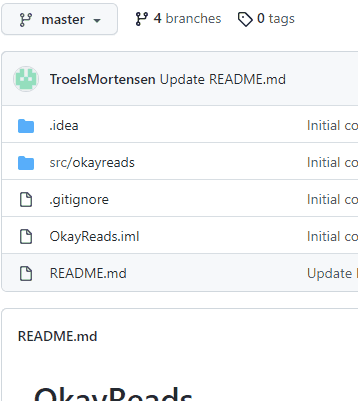 master 4 branches 0 tags
TroelsMortensen Update README.md
.idea Initial co
src/okayreads Initial co
.gitignore Initial co
OkayReads.iml Initial co
README.md Update
README.md
OkayReads